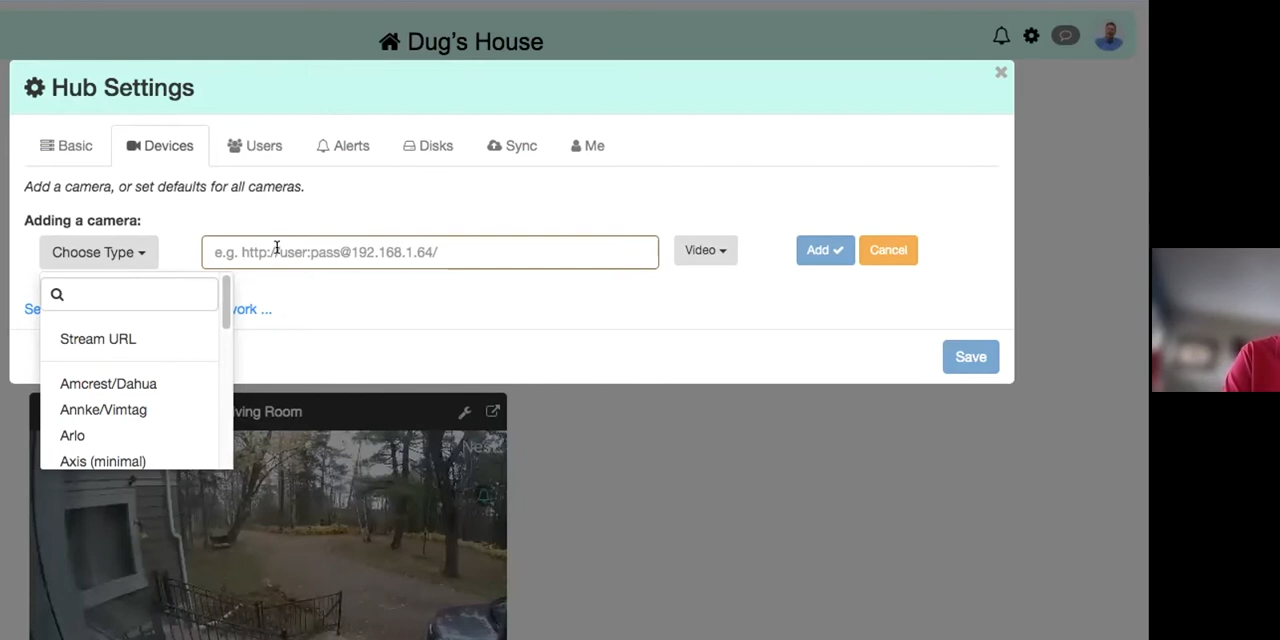 Dug's House
Hub Settings
Basic
Devices
Users
Alerts
Disks
Sync
Me
Add a camera, or set defaults for all cameras.
Adding a camera:
Choose Type
e.g. http://user:pass@192.168.1.64/
Video
Add
Cancel
Se
work ...
Stream URL
Amcrest/Dahua
Annke/Vimtag
Arlo
Axis (minimal)
Save
ving Room
Nest